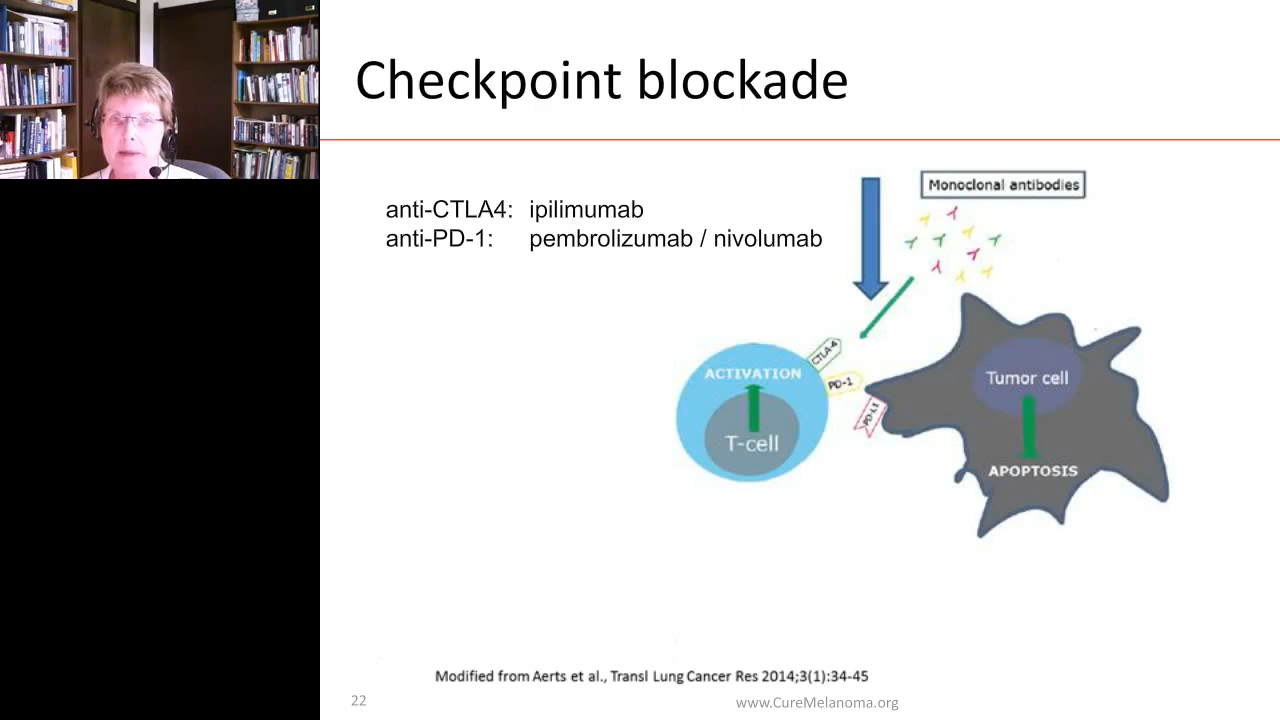 Checkpoint blockade
anti-CTLA4: ipilimumab
anti-PD-1: pembrolizumab / nivolumab
Monoclonal antibodies
CTLA-4
PD-1
PD-L1
ACTIVATION
T-cell
Tumor cell
APOPTOSIS
Modified from Aerts et al., Transl Lung Cancer Res 2014;3(1):34-45
22
www.CureMelanoma.org